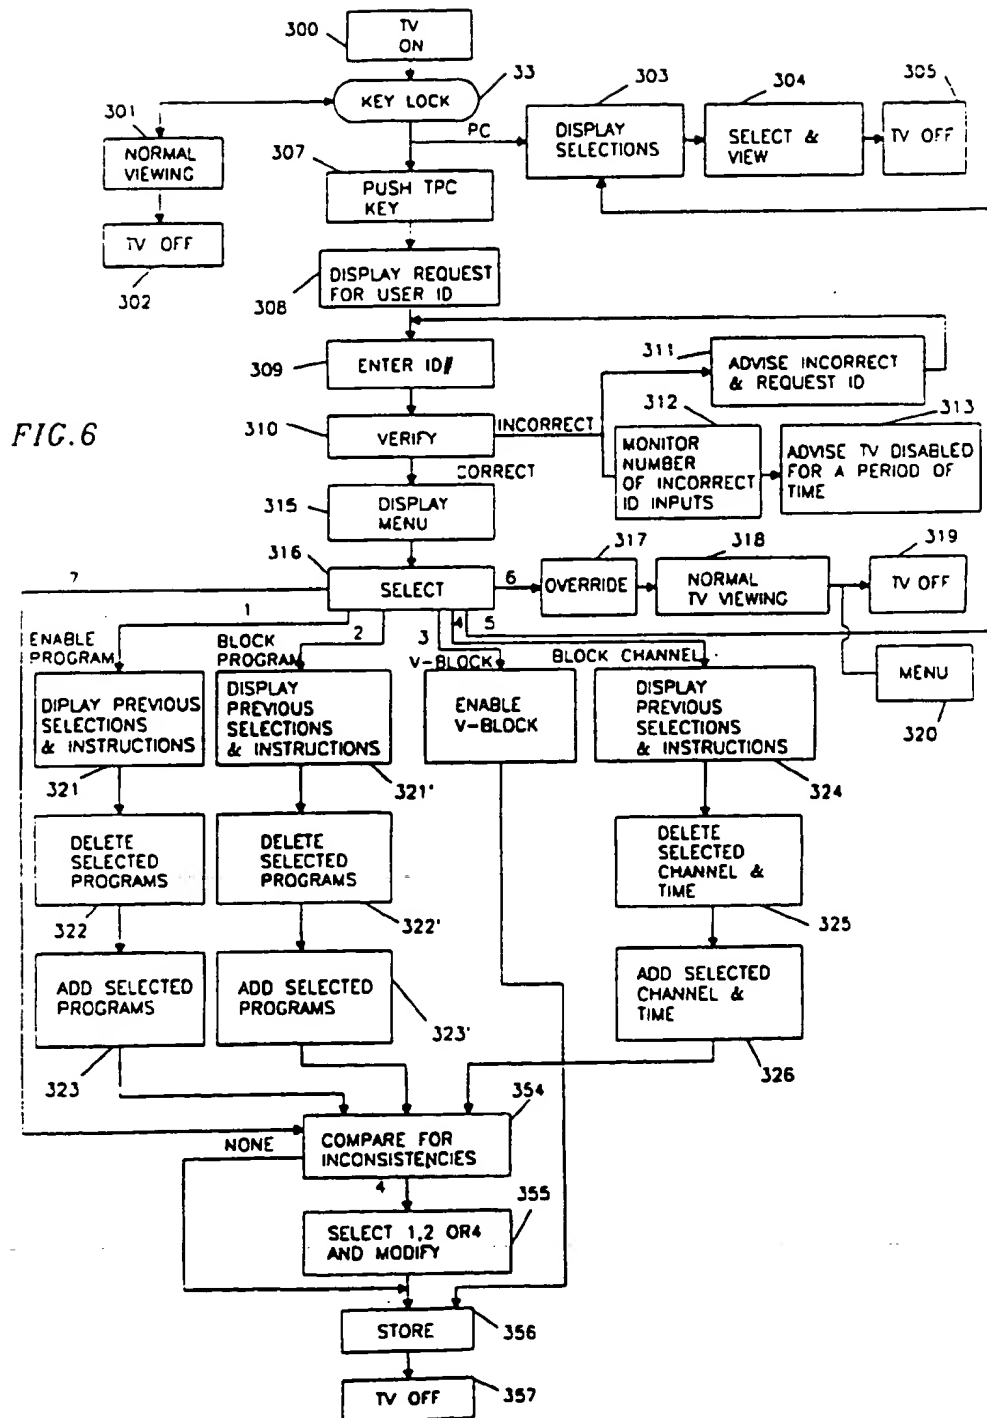 300
TV
ON
33
KEY LOCK
301
NORMAL
VIEWING
TV OFF
302
PC
303
DISPLAY
SELECTIONS
304
SELECT &
VIEW
305
TV OFF
307
PUSH TPC
KEY
308
DISPLAY REQUEST
FOR USER ID
309
ENTER ID#
310
VERIFY
INCORRECT
CORRECT
311
ADVISE INCORRECT
& REQUEST ID
312
MONITOR
NUMBER
OF INCORRECT
ID INPUTS
313
ADVISE TV DISABLED
FOR A PERIOD OF
TIME
FIG.6
315
DISPLAY
MENU
316
SELECT
7
6
317
OVERRIDE
318
NORMAL
TV VIEWING
319
TV OFF
MENU
320
1
ENABLE
PROGRAM
2
BLOCK
PROGRAM
3
V-BLOCK
4
5
BLOCK CHANNEL
DIPLAY PREVIOUS
SELECTIONS
& INSTRUCTIONS
321
DISPLAY
PREVIOUS
SELECTIONS
& INSTRUCTIONS
321'
ENABLE
V-BLOCK
DISPLAY
PREVIOUS
SELECTIONS
& INSTRUCTIONS
324
DELETE
SELECTED
PROGRAMS
322
DELETE
SELECTED
PROGRAMS
322'
DELETE
SELECTED
CHANNEL &
TIME
325
ADD SELECTED
PROGRAMS
323
ADD SELECTED
PROGRAMS
323'
ADD SELECTED
CHANNEL &
TIME
326
354
COMPARE FOR
INCONSISTENCIES
NONE
4
355
SELECT 1,2 OR4
AND MODIFY
STORE
356
TV OFF
357